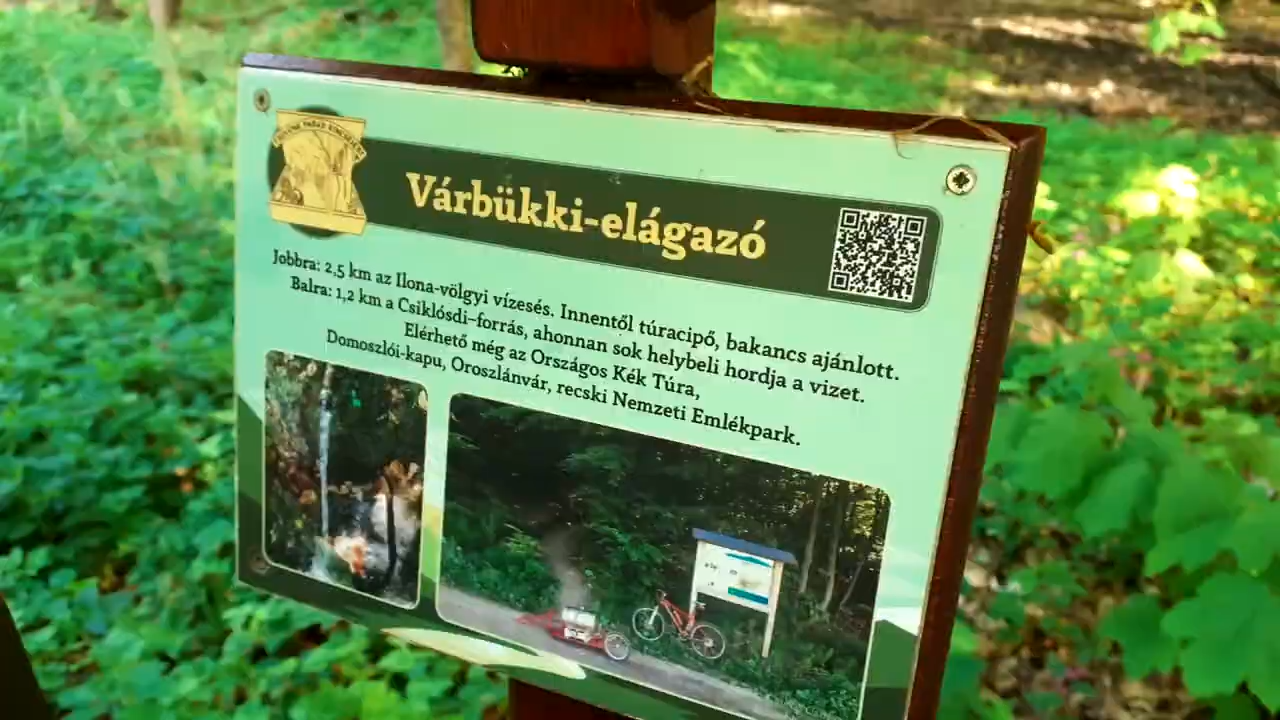 Várbükki-elágazó
Jobbra: 2,5 km az Ilona-völgyi vízesés. Innentől túracipő, bakancs ajánlott.
Balra: 1,2 km a Csiklósdi-forrás, ahonnan sok helybeli hordja a vizet.
Elérhető még az Országos Kék Túra,
Domoszlói-kapu, Oroszlánvár, recski Nemzeti Emlékpark.